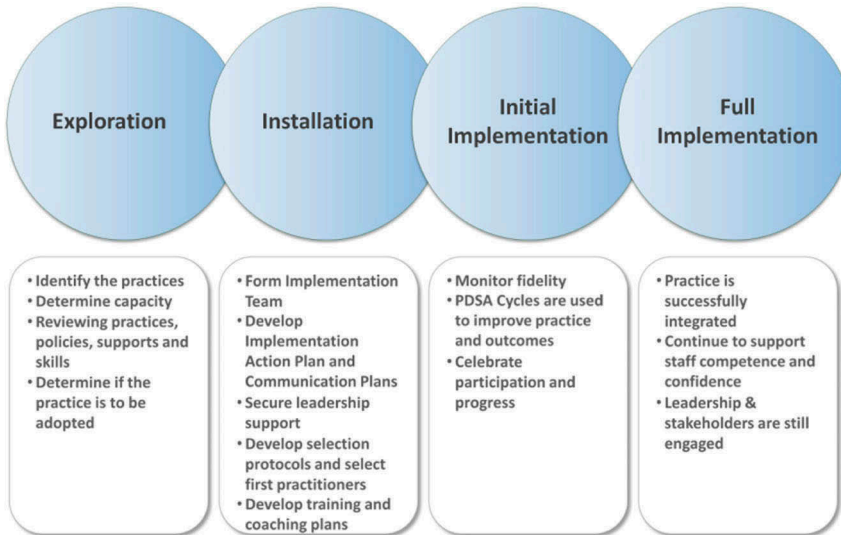 Exploration
Installation
Initial
Implementation
Full
Implementation
• Identify the practices
• Determine capacity
• Reviewing practices,
policies, supports and
skills
• Determine if the
practice is to be
adopted
• Form Implementation
Team
• Develop
Implementation
Action Plan and
Communication Plans
• Secure leadership
support
• Develop selection
protocols and select
first practitioners
• Develop training and
coaching plans
• Monitor fidelity
• PDSA Cycles are used
to improve practice
and outcomes
• Celebrate
participation and
progress
• Practice is
successfully
integrated
• Continue to support
staff competence and
confidence
• Leadership &
stakeholders are still
engaged